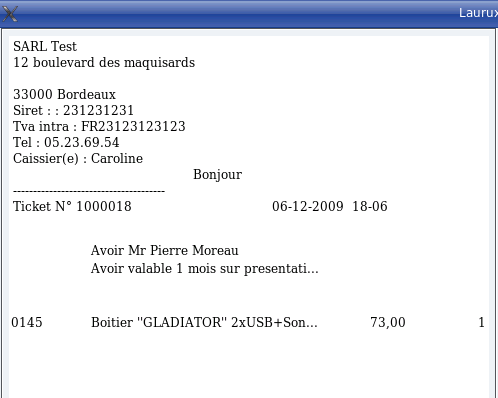 Laurux
SARL Test
12 boulevard des maquisards
33000 Bordeaux
Siret : : 231231231
Tva intra : FR23123123123
Tel : 05.23.69.54
Caissier(e) : Caroline
Bonjour
--------------------------------------
Ticket N° 1000018 06-12-2009 18-06
Avoir Mr Pierre Moreau
Avoir valable 1 mois sur presentati...
0145 Boitier "GLADIATOR" 2xUSB+Son... 73,00 1